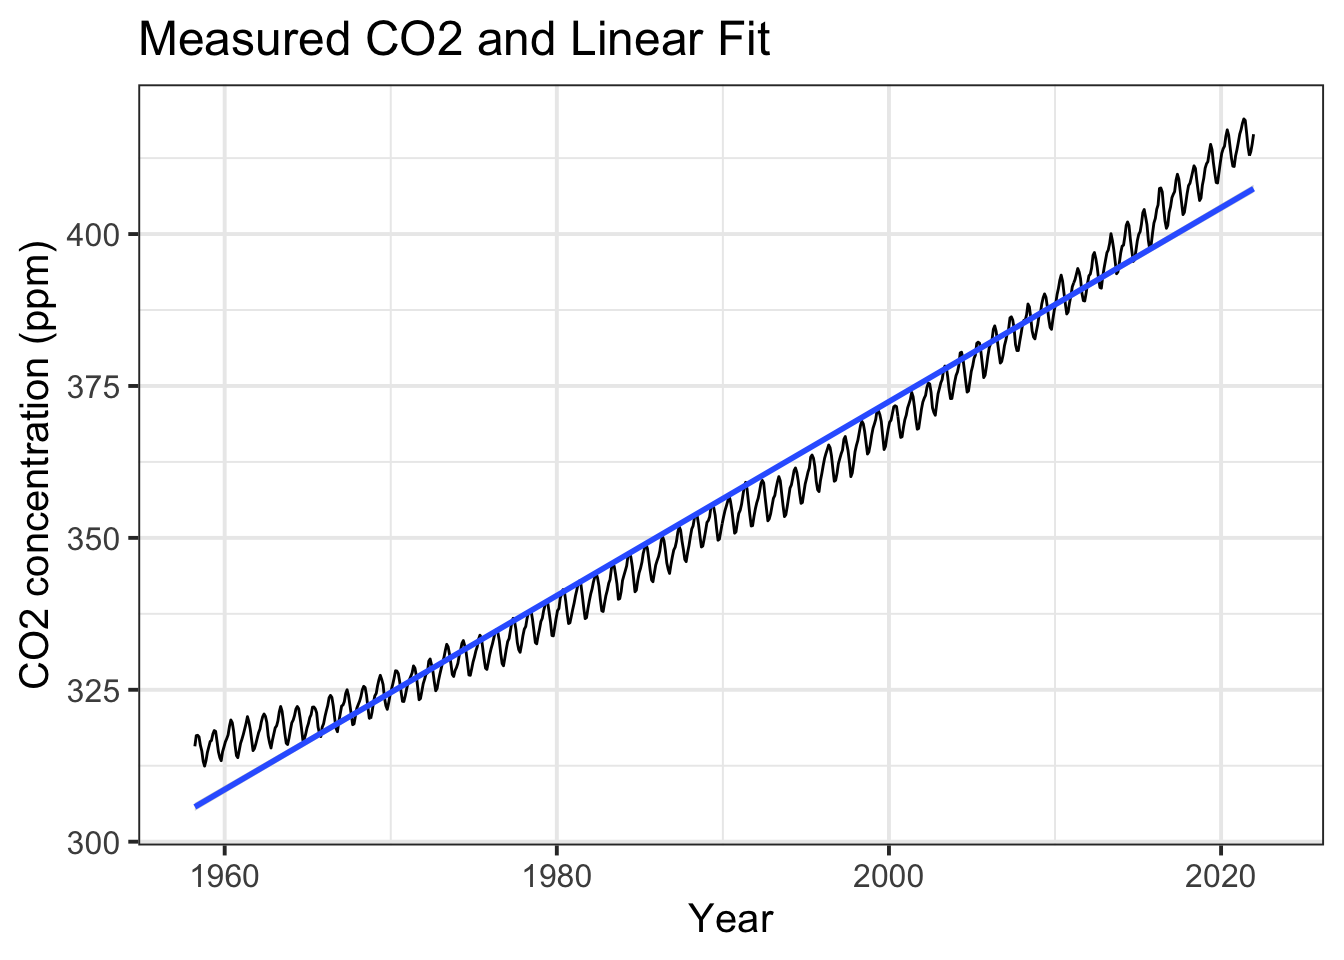 Measured CO2 and Linear Fit
CO2 concentration (ppm)
400
375
350
325
300
1960 1980 2000 2020
Year